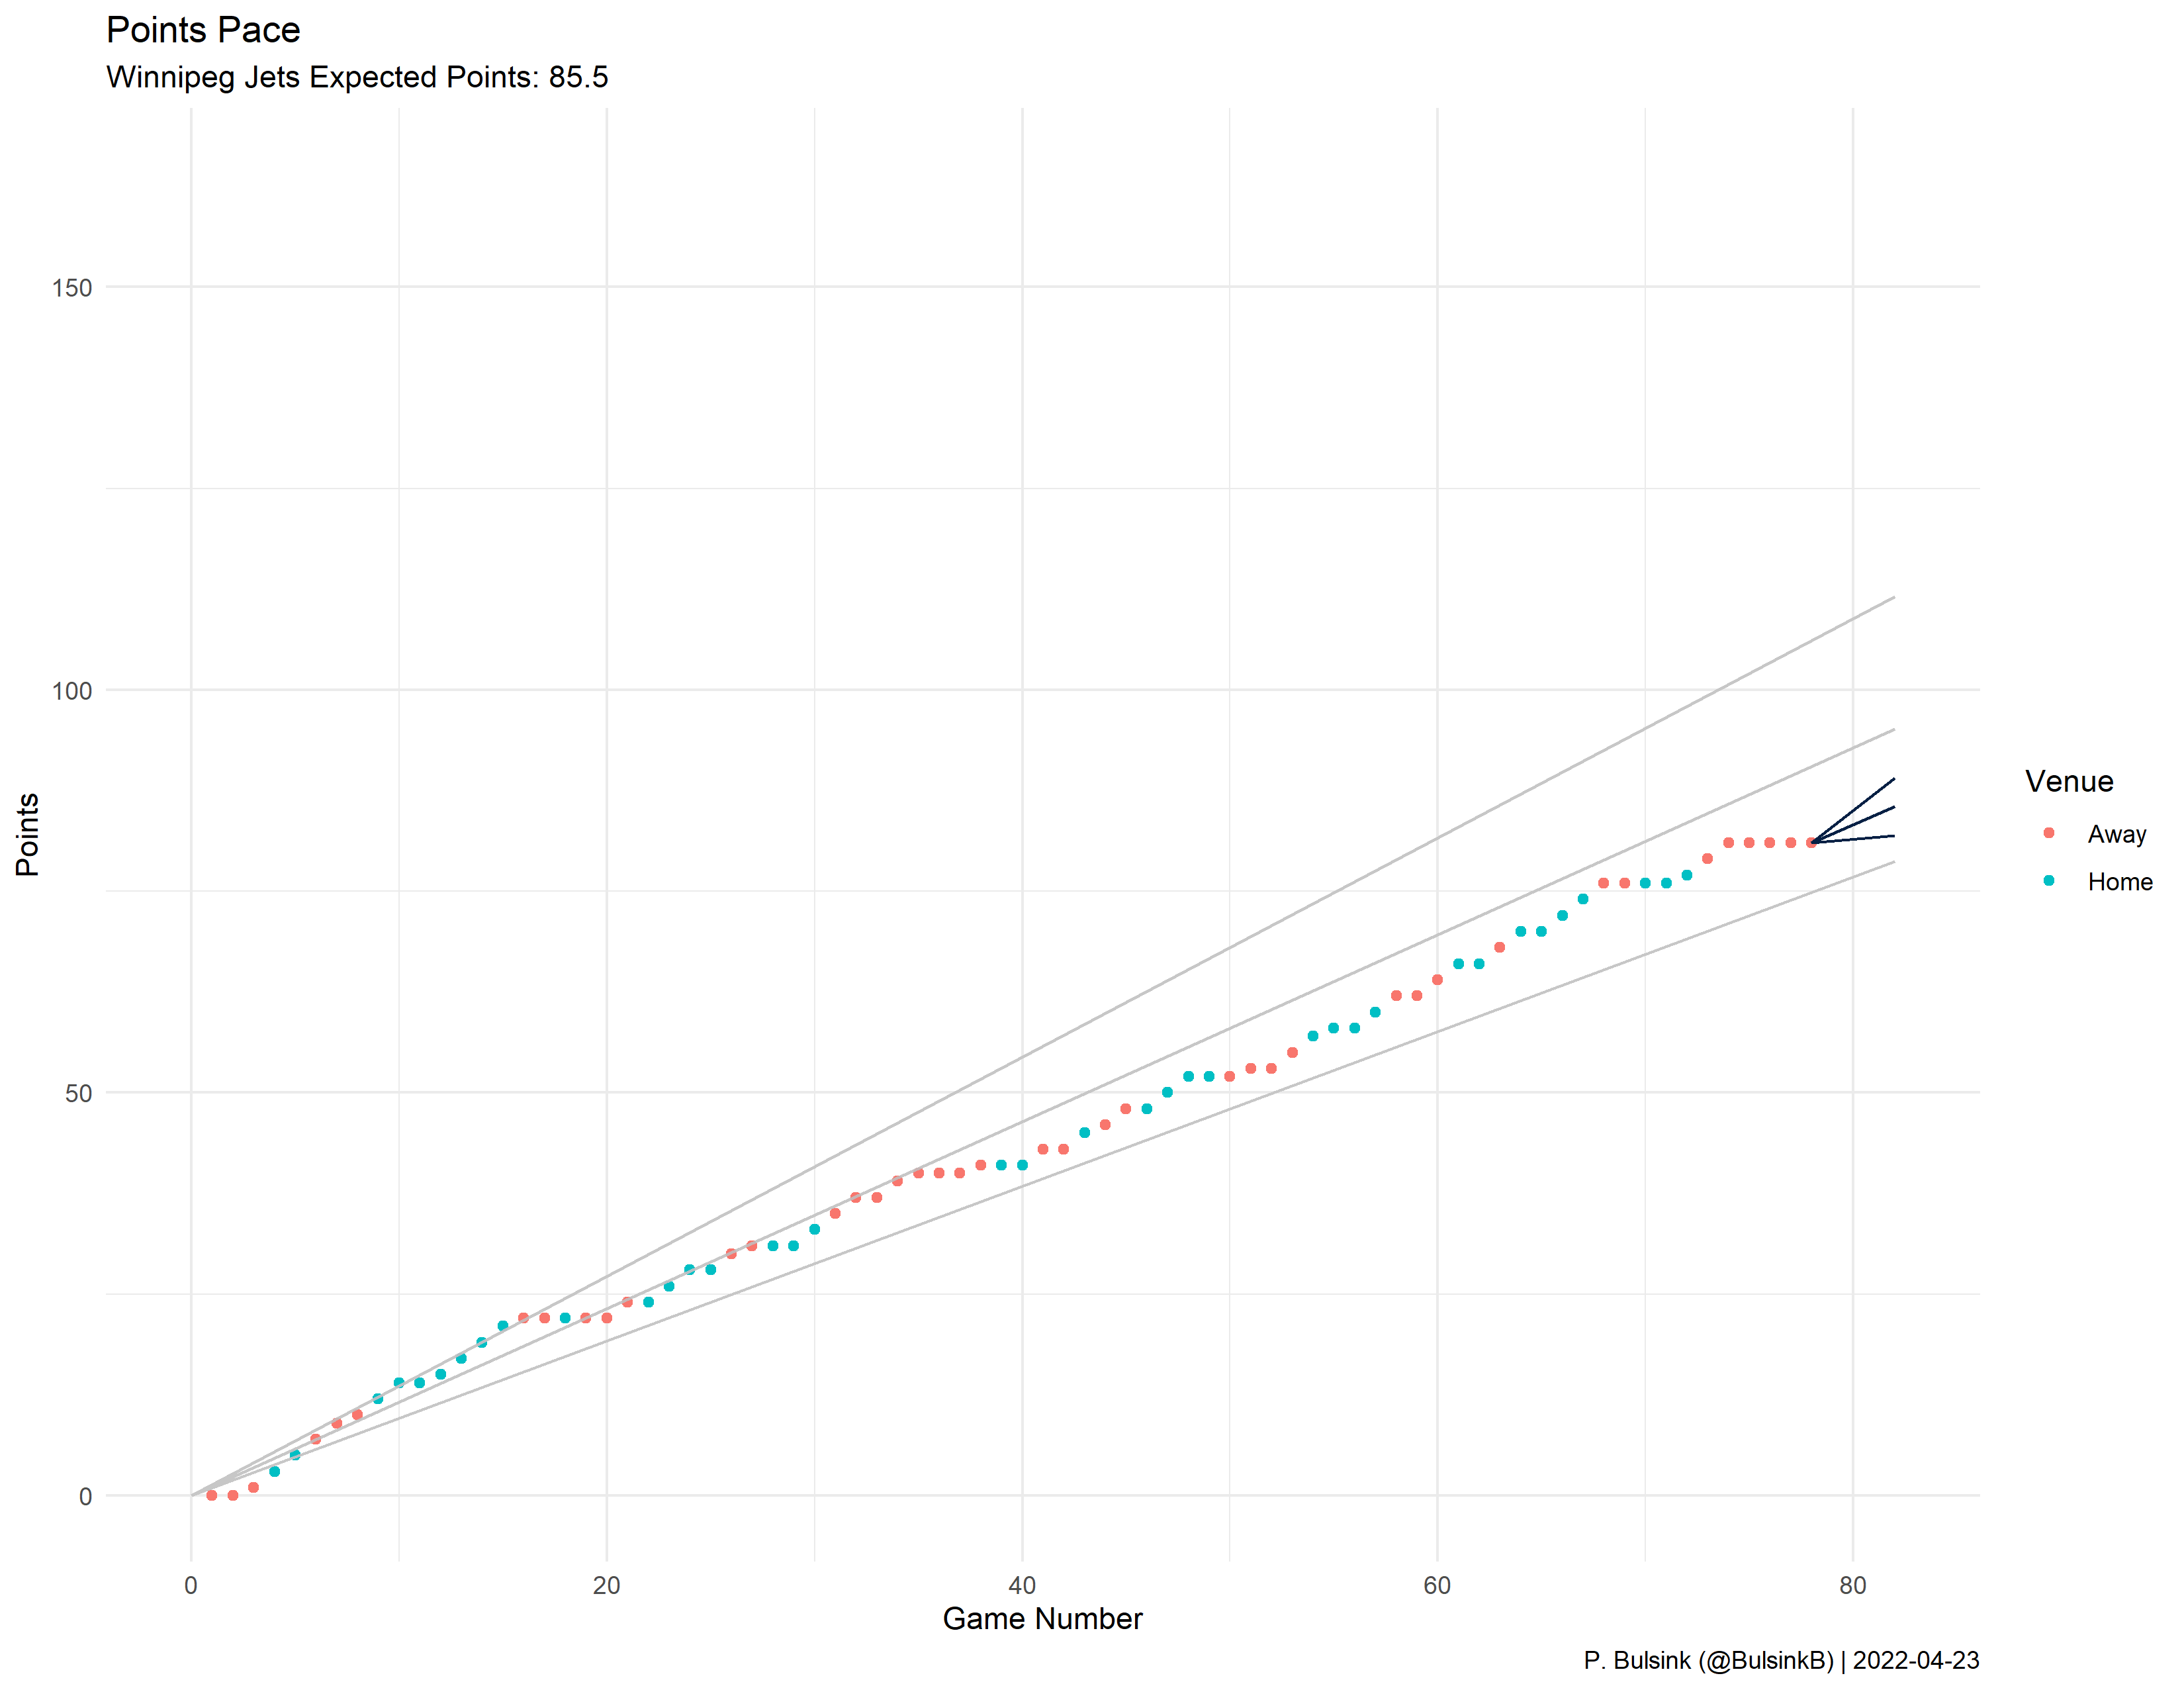 Points Pace
Winnipeg Jets Expected Points: 85.5
150
100
50
0
Points
0 20 40 60 80
Game Number
Venue
Away
Home
P. Bulsink (@BulsinkB) | 2022-04-23